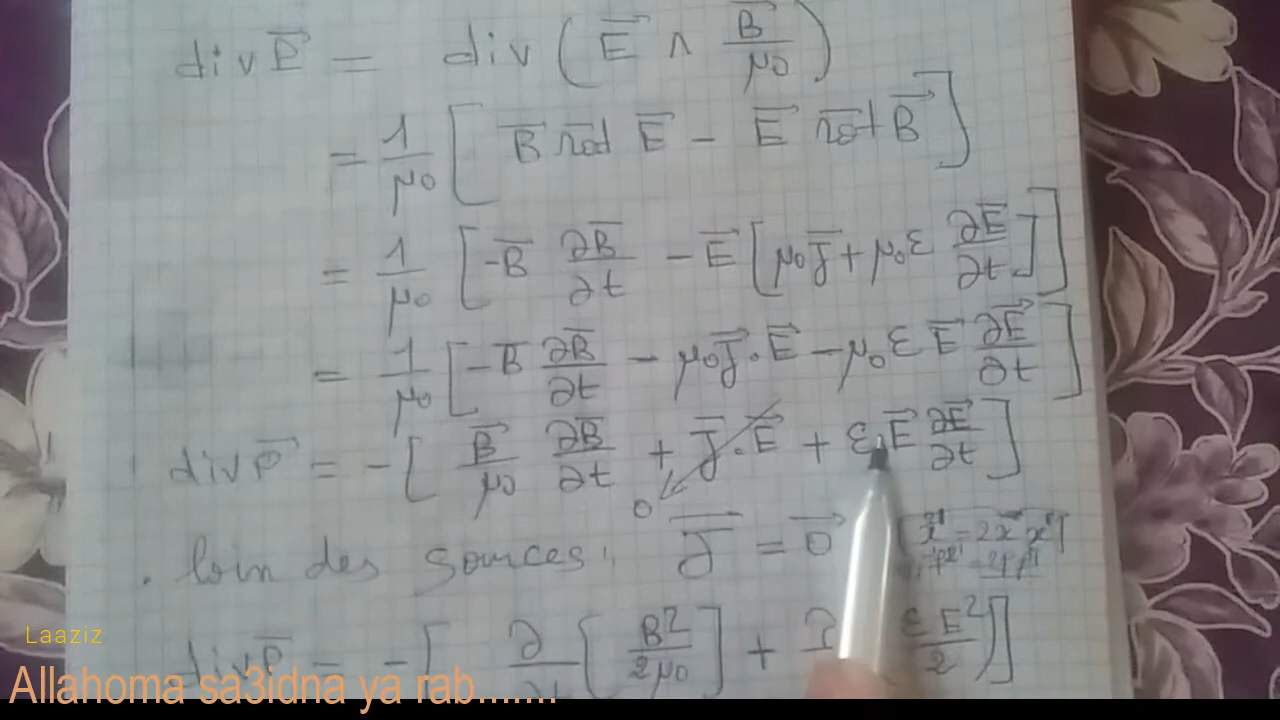 div P⃗ = div ( E⃗ ∧ B⃗/μ0 )
= 1/μ0 [ B⃗ rot E⃗ - E⃗ rot B⃗ ]
= 1/μ0 [ -B⃗ ∂B⃗/∂t - E⃗ [ μ0 J⃗ + μ0 ε ∂E⃗/∂t ] ]
= 1/μ0 [ -B⃗ ∂B⃗/∂t - μ0 J⃗ . E⃗ - μ0 ε E⃗ ∂E⃗/∂t ]
div P⃗ = - [ B⃗/μ0 ∂B⃗/∂t + J⃗ . E⃗ + ε E⃗ ∂E⃗/∂t ]
0
. loin des sources : J⃗ = 0⃗
div P⃗ = - [ ∂/∂t [ B²/2μ0 ] + ∂ ( εE²/2 ) ]
Laaziz
Allahoma sa3idna ya rab.......